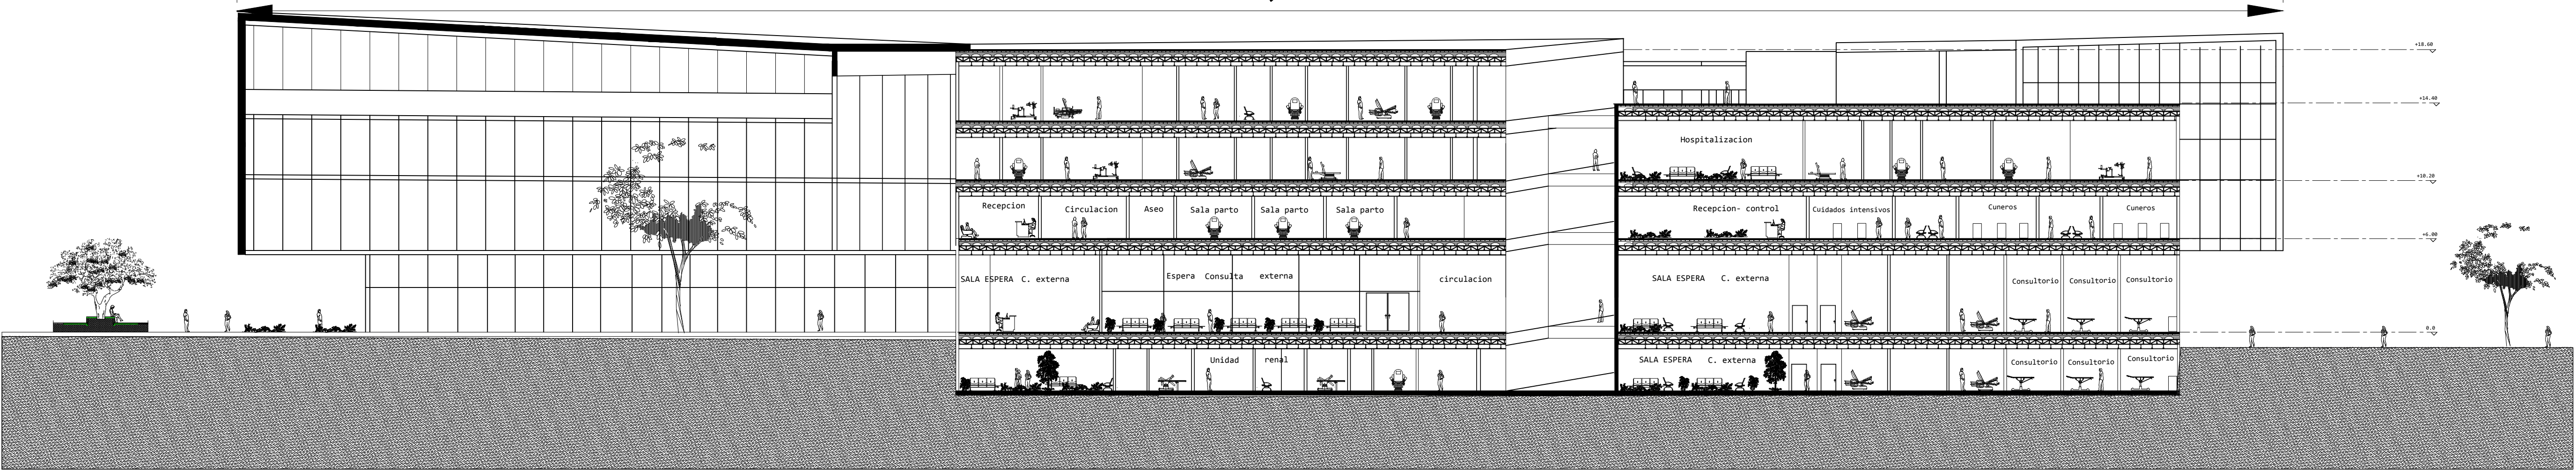 +18.60
+14.40
Hospitalizacion
+10.20
Recepcion Circulacion Aseo Sala parto Sala parto Sala parto
Recepcion- control Cuidados intensivos Cuneros Cuneros
+6.00
SALA ESPERA C. externa Espera Consulta externa circulacion
SALA ESPERA C. externa Consultorio Consultorio Consultorio
0.0
Unidad renal
SALA ESPERA C. externa Consultorio Consultorio Consultorio